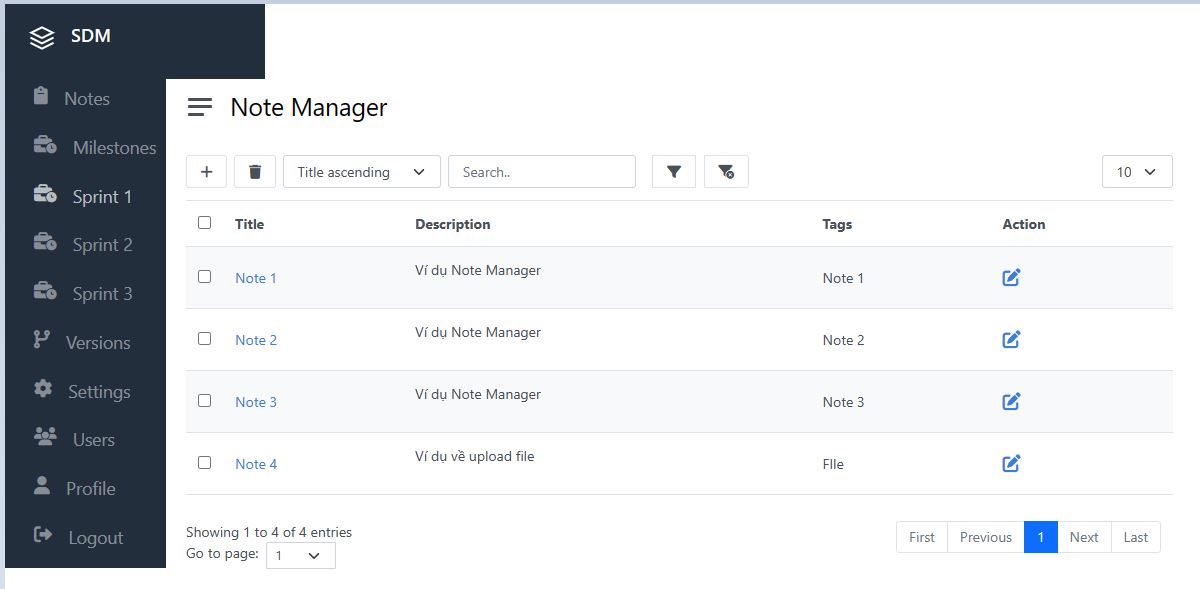 SDM
Notes
Milestones
Sprint 1
Sprint 2
Sprint 3
Versions
Settings
Users
Profile
Logout
Note Manager
Title ascending Search.. 10
Title Description Tags Action
Note 1 Ví dụ Note Manager Note 1
Note 2 Ví dụ Note Manager Note 2
Note 3 Ví dụ Note Manager Note 3
Note 4 Ví dụ về upload file FIle
Showing 1 to 4 of 4 entries
Go to page: 1
First Previous 1 Next Last